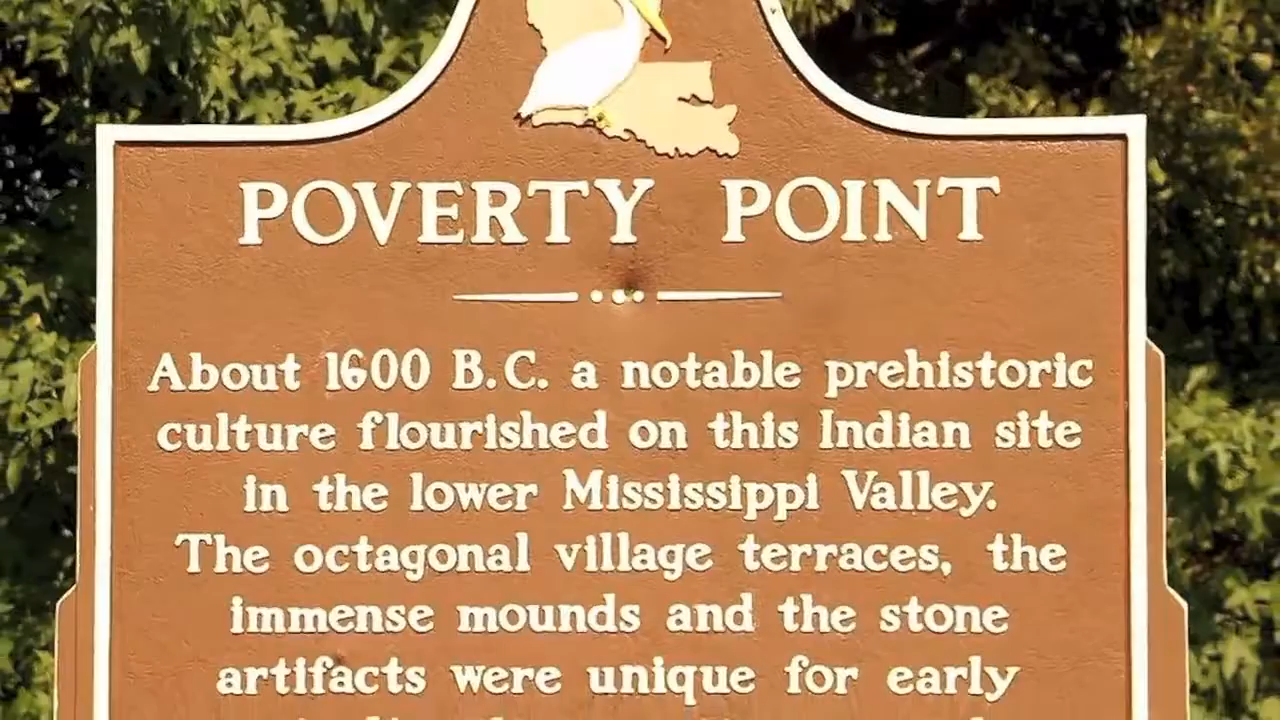 POVERTY POINT
About 1600 B.C. a notable prehistoric
culture flourished on this Indian site
in the lower Mississippi Valley.
The octagonal village terraces, the
immense mounds and the stone
artifacts were unique for early